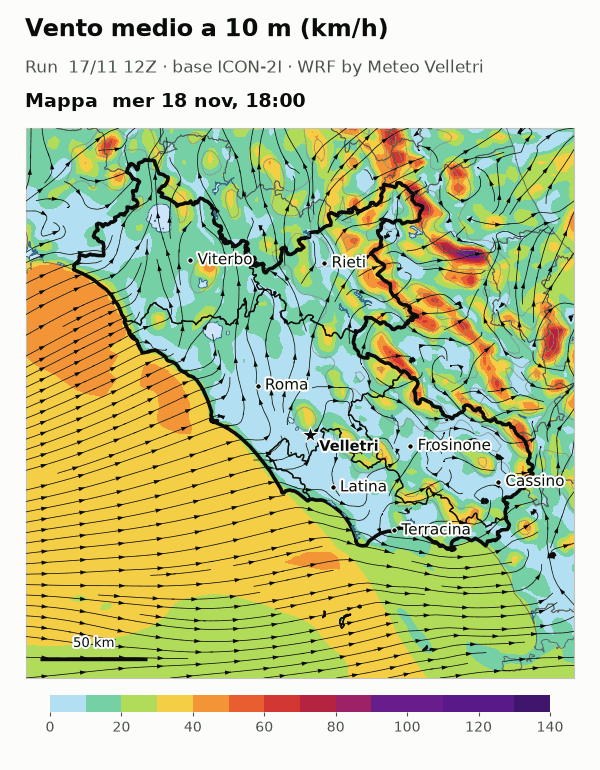 Vento medio a 10 m (km/h)
Run 17/11 12Z · base ICON-2I · WRF by Meteo Velletri
Mappa mer 18 nov, 18:00
Viterbo
Rieti
Roma
Velletri
Frosinone
Latina
Cassino
Terracina
50 km
0 20 40 60 80 100 120 140